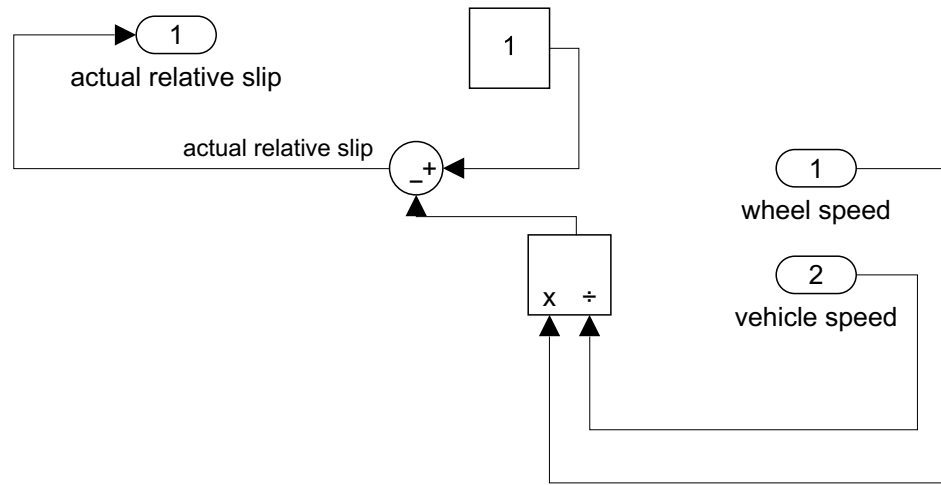 1
actual relative slip
1
actual relative slip
+
−
1
wheel speed
2
vehicle speed
x ÷